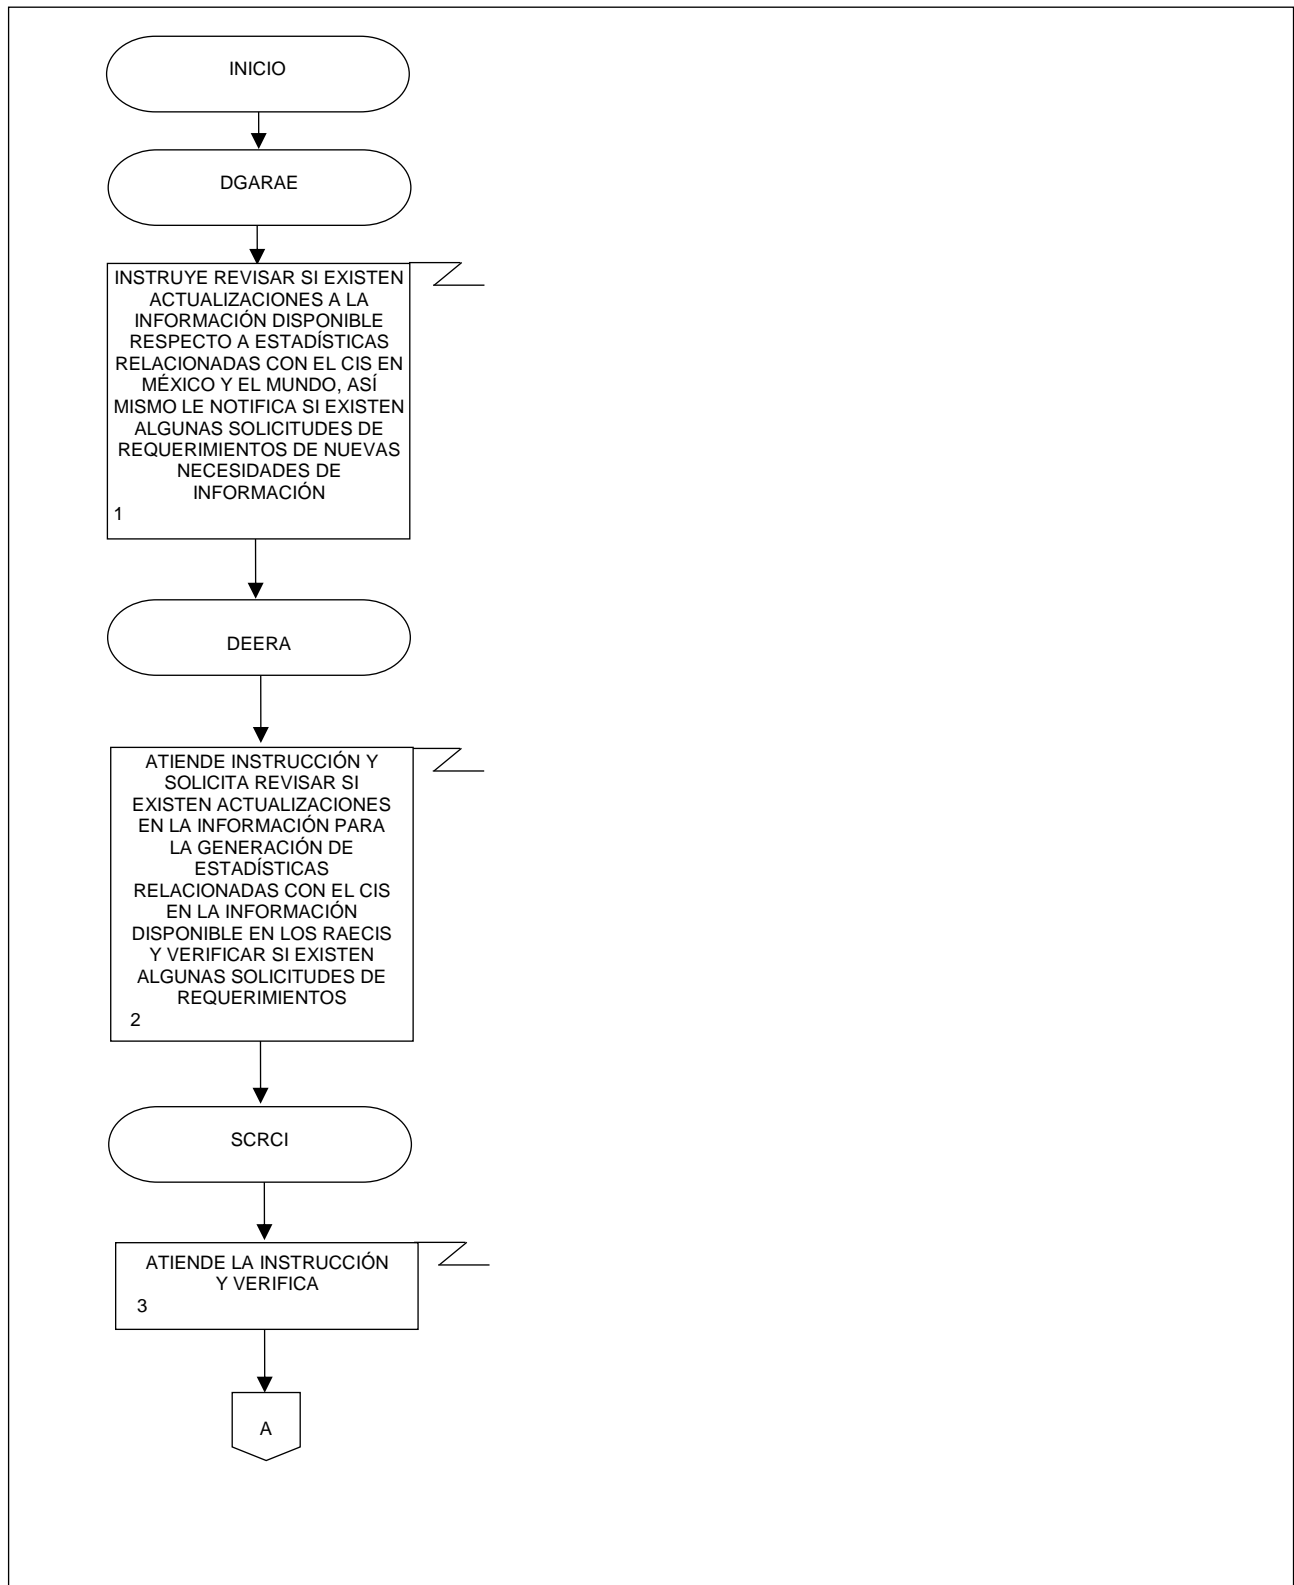 INICIO
DGARAE
INSTRUYE REVISAR SI EXISTEN
ACTUALIZACIONES A LA
INFORMACIÓN DISPONIBLE
RESPECTO A ESTADÍSTICAS
RELACIONADAS CON EL CIS EN
MÉXICO Y EL MUNDO, ASÍ
MISMO LE NOTIFICA SI EXISTEN
ALGUNAS SOLICITUDES DE
REQUERIMIENTOS DE NUEVAS
NECESIDADES DE
INFORMACIÓN
1
DEERA
ATIENDE INSTRUCCIÓN Y
SOLICITA REVISAR SI
EXISTEN ACTUALIZACIONES
EN LA INFORMACIÓN PARA
LA GENERACIÓN DE
ESTADÍSTICAS
RELACIONADAS CON EL CIS
EN LA INFORMACIÓN
DISPONIBLE EN LOS RAECIS
Y VERIFICAR SI EXISTEN
ALGUNAS SOLICITUDES DE
REQUERIMIENTOS
2
SCRCI
ATIENDE LA INSTRUCCIÓN
Y VERIFICA
3
A